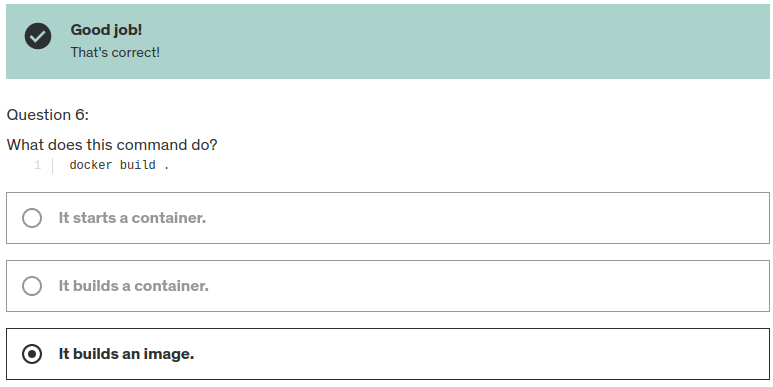 Good job!
That's correct!
Question 6:
What does this command do?
1 docker build .
It starts a container.
It builds a container.
It builds an image.